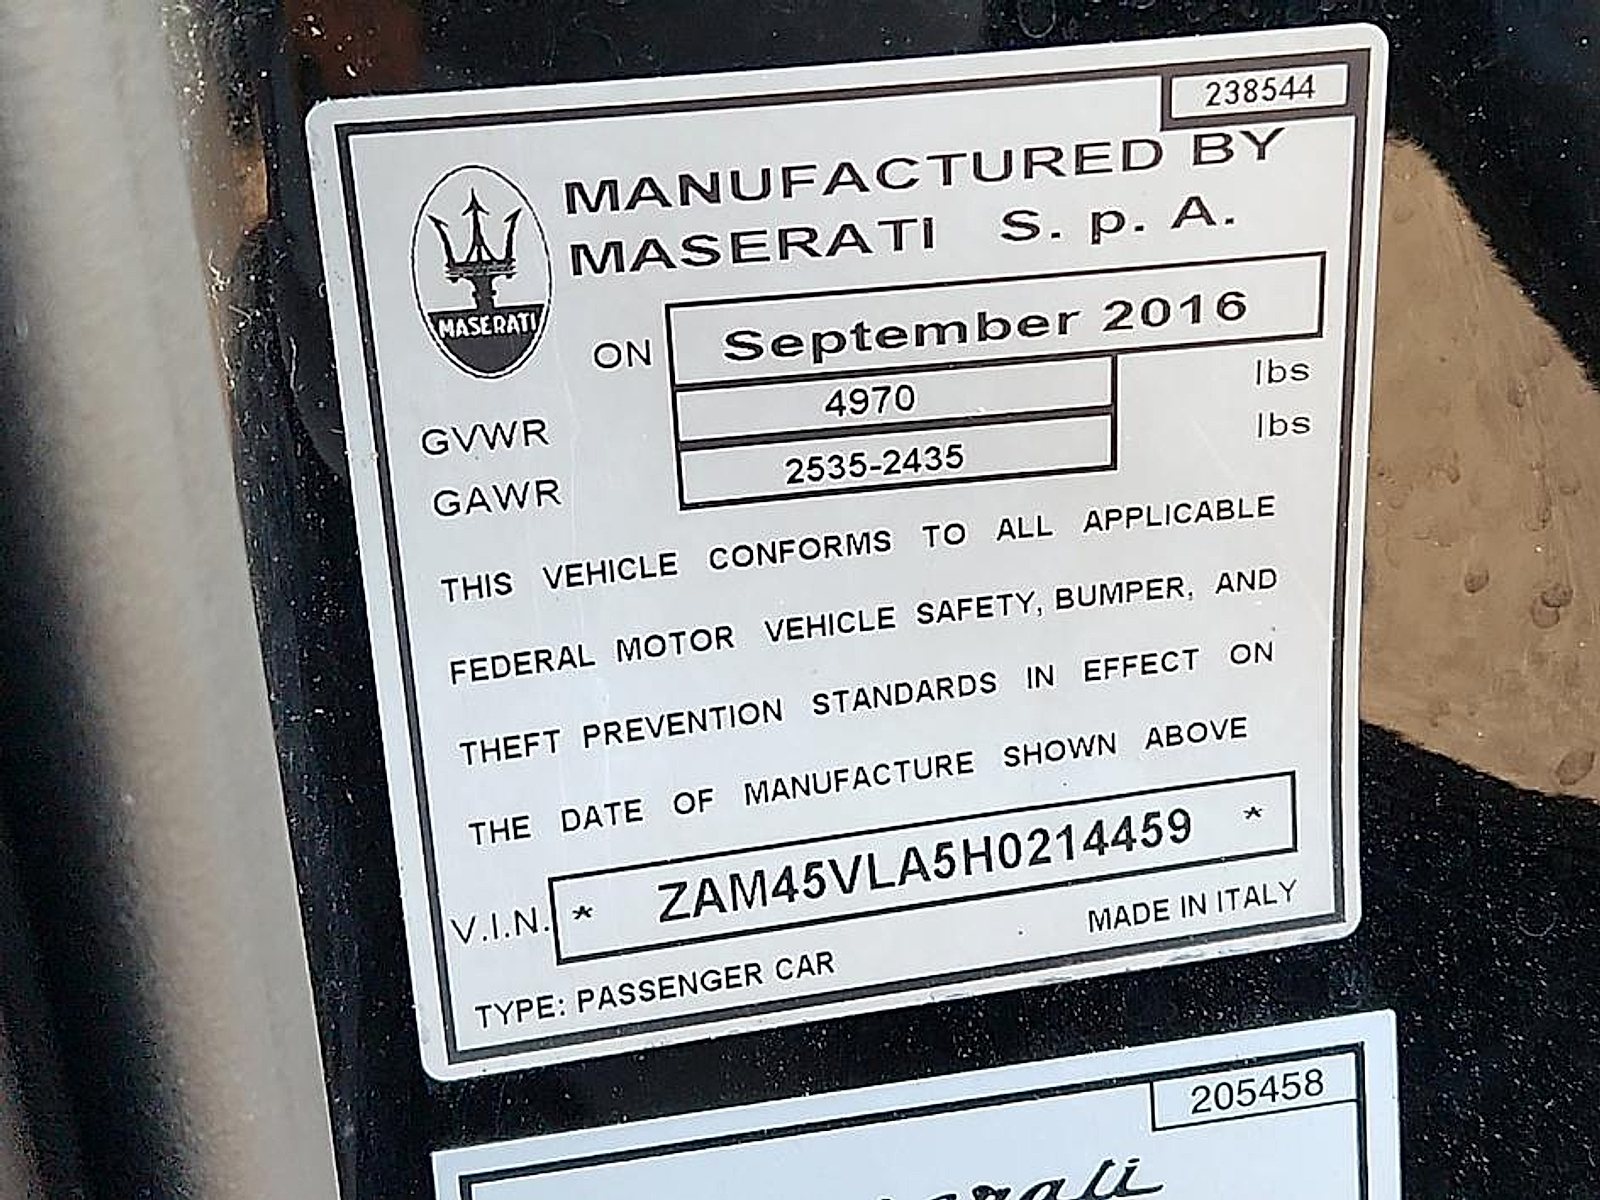 238544
MANUFACTURED BY
MASERATI S. p. A.
MASERATI
ON September 2016
GVWR 4970 lbs
GAWR 2535-2435 lbs
THIS VEHICLE CONFORMS TO ALL APPLICABLE
FEDERAL MOTOR VEHICLE SAFETY, BUMPER, AND
THEFT PREVENTION STANDARDS IN EFFECT ON
THE DATE OF MANUFACTURE SHOWN ABOVE
V.I.N. * ZAM45VLA5H0214459 *
TYPE: PASSENGER CAR MADE IN ITALY
205458